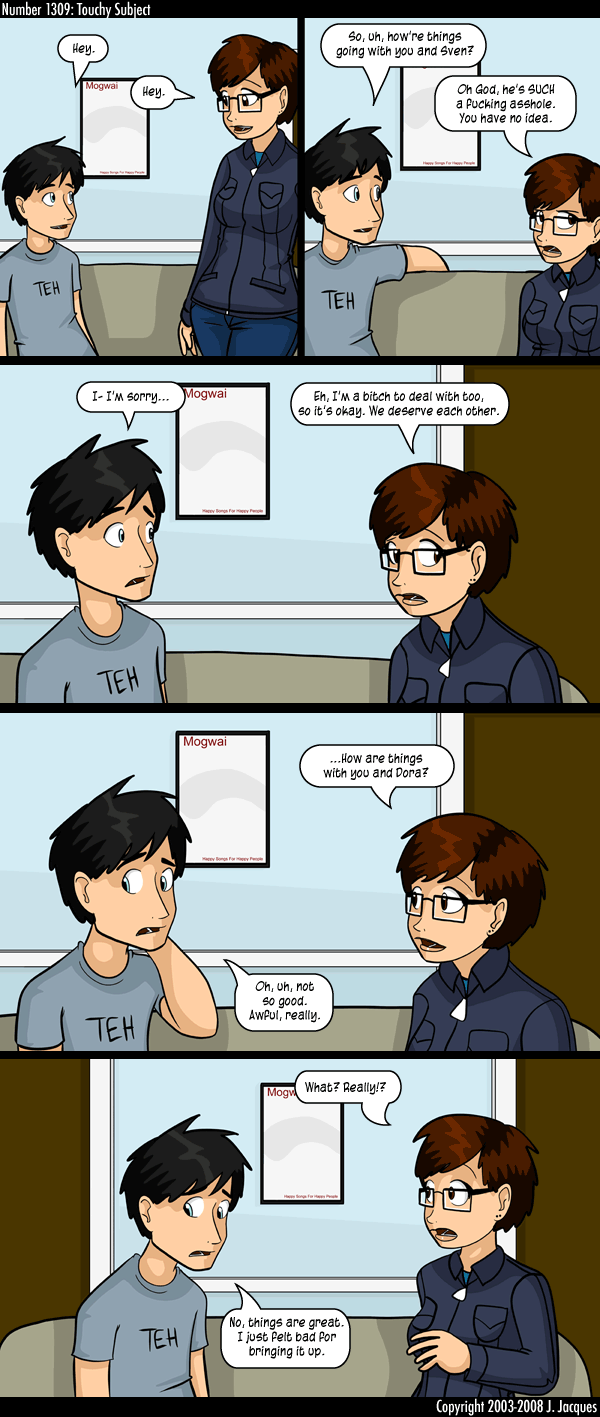 Number 1309: Touchy Subject
Hey.
Hey.
Mogwai
Happy Songs For Happy People
TEH
So, uh, how're things
going with you and Sven?
Oh God, he's SUCH
a fucking asshole.
You have no idea.
Happy Songs For Happy People
TEH
I- I'm sorry...
Eh, I'm a bitch to deal with too,
so it's okay. We deserve each other.
Mogwai
Happy Songs For Happy People
TEH
...How are things
with you and Dora?
Mogwai
Happy Songs For Happy People
Oh, uh, not
so good.
Awful, really.
TEH
What? Really!?
Mogw
Happy Songs For Happy People
No, things are great.
I just felt bad for
bringing it up.
TEH
Copyright 2003-2008 J. Jacques